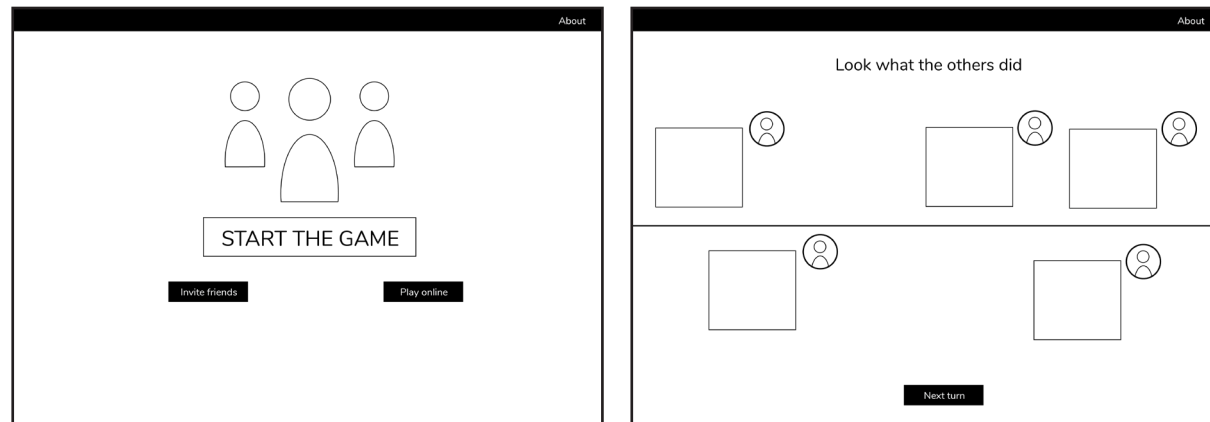 About
START THE GAME
Invite friends
Play online
About
Look what the others did
Next turn